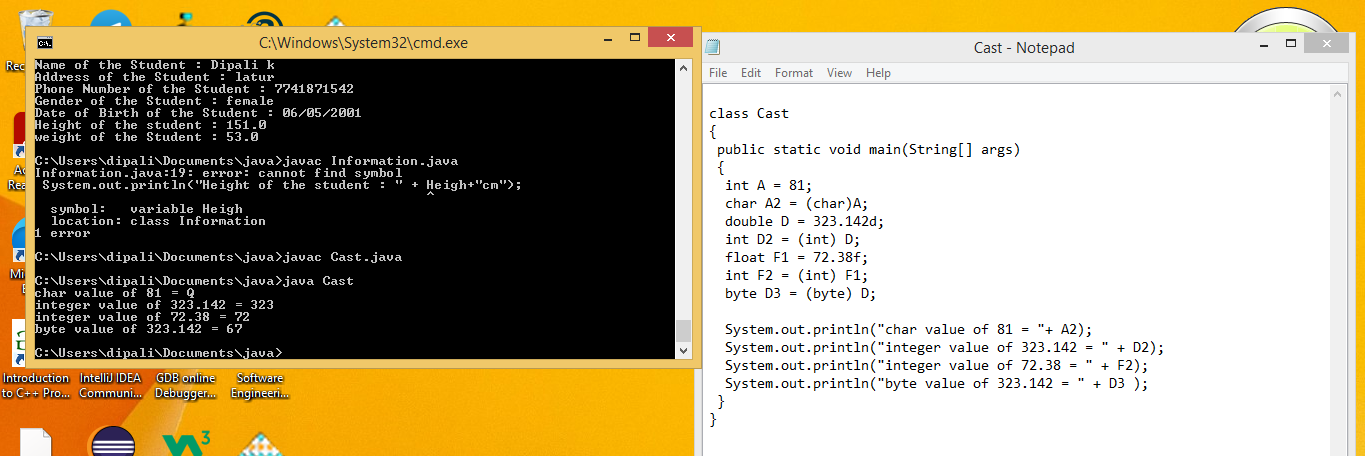 C:\Windows\System32\cmd.exe
Name of the Student : Dipali k
Address of the Student : latur
Phone Number of the Student : 7741871542
Gender of the Student : female
Date of Birth of the Student : 06/05/2001
Height of the student : 151.0
weight of the Student : 53.0
C:\Users\dipali\Documents\java>javac Information.java
Information.java:19: error: cannot find symbol
System.out.println("Height of the student : " + Heigh+"cm");
^
symbol:   variable Heigh
location: class Information
1 error
C:\Users\dipali\Documents\java>javac Cast.java
C:\Users\dipali\Documents\java>java Cast
char value of 81 = Q
integer value of 323.142 = 323
integer value of 72.38 = 72
byte value of 323.142 = 67
C:\Users\dipali\Documents\java>
Introduction to C++ Pro...
IntelliJ IDEA Communi...
GDB online Debugger...
Software Engineeri...
3
Cast - Notepad
File Edit Format View Help
class Cast
{
public static void main(String[] args)
{
int A = 81;
char A2 = (char)A;
double D = 323.142d;
int D2 = (int) D;
float F1 = 72.38f;
int F2 = (int) F1;
byte D3 = (byte) D;
System.out.println("char value of 81 = "+ A2);
System.out.println("integer value of 323.142 = " + D2);
System.out.println("integer value of 72.38 = " + F2);
System.out.println("byte value of 323.142 = " + D3 );
}
}